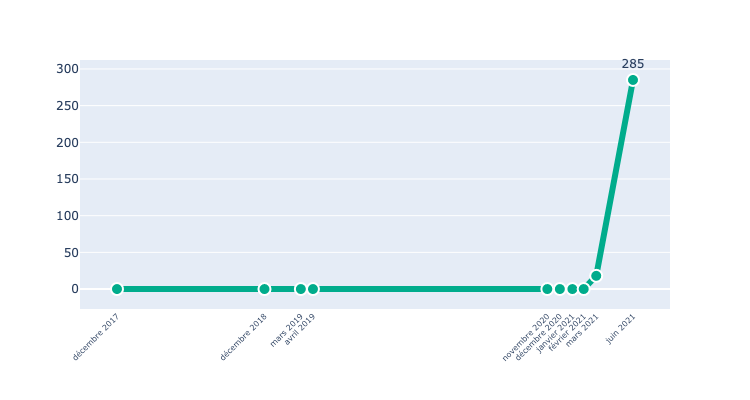 285
300
250
200
150
100
50
0
décembre 2017
décembre 2018
mars 2019
avril 2019
novembre 2020
décembre 2020
janvier 2021
février 2021
mars 2021
juin 2021